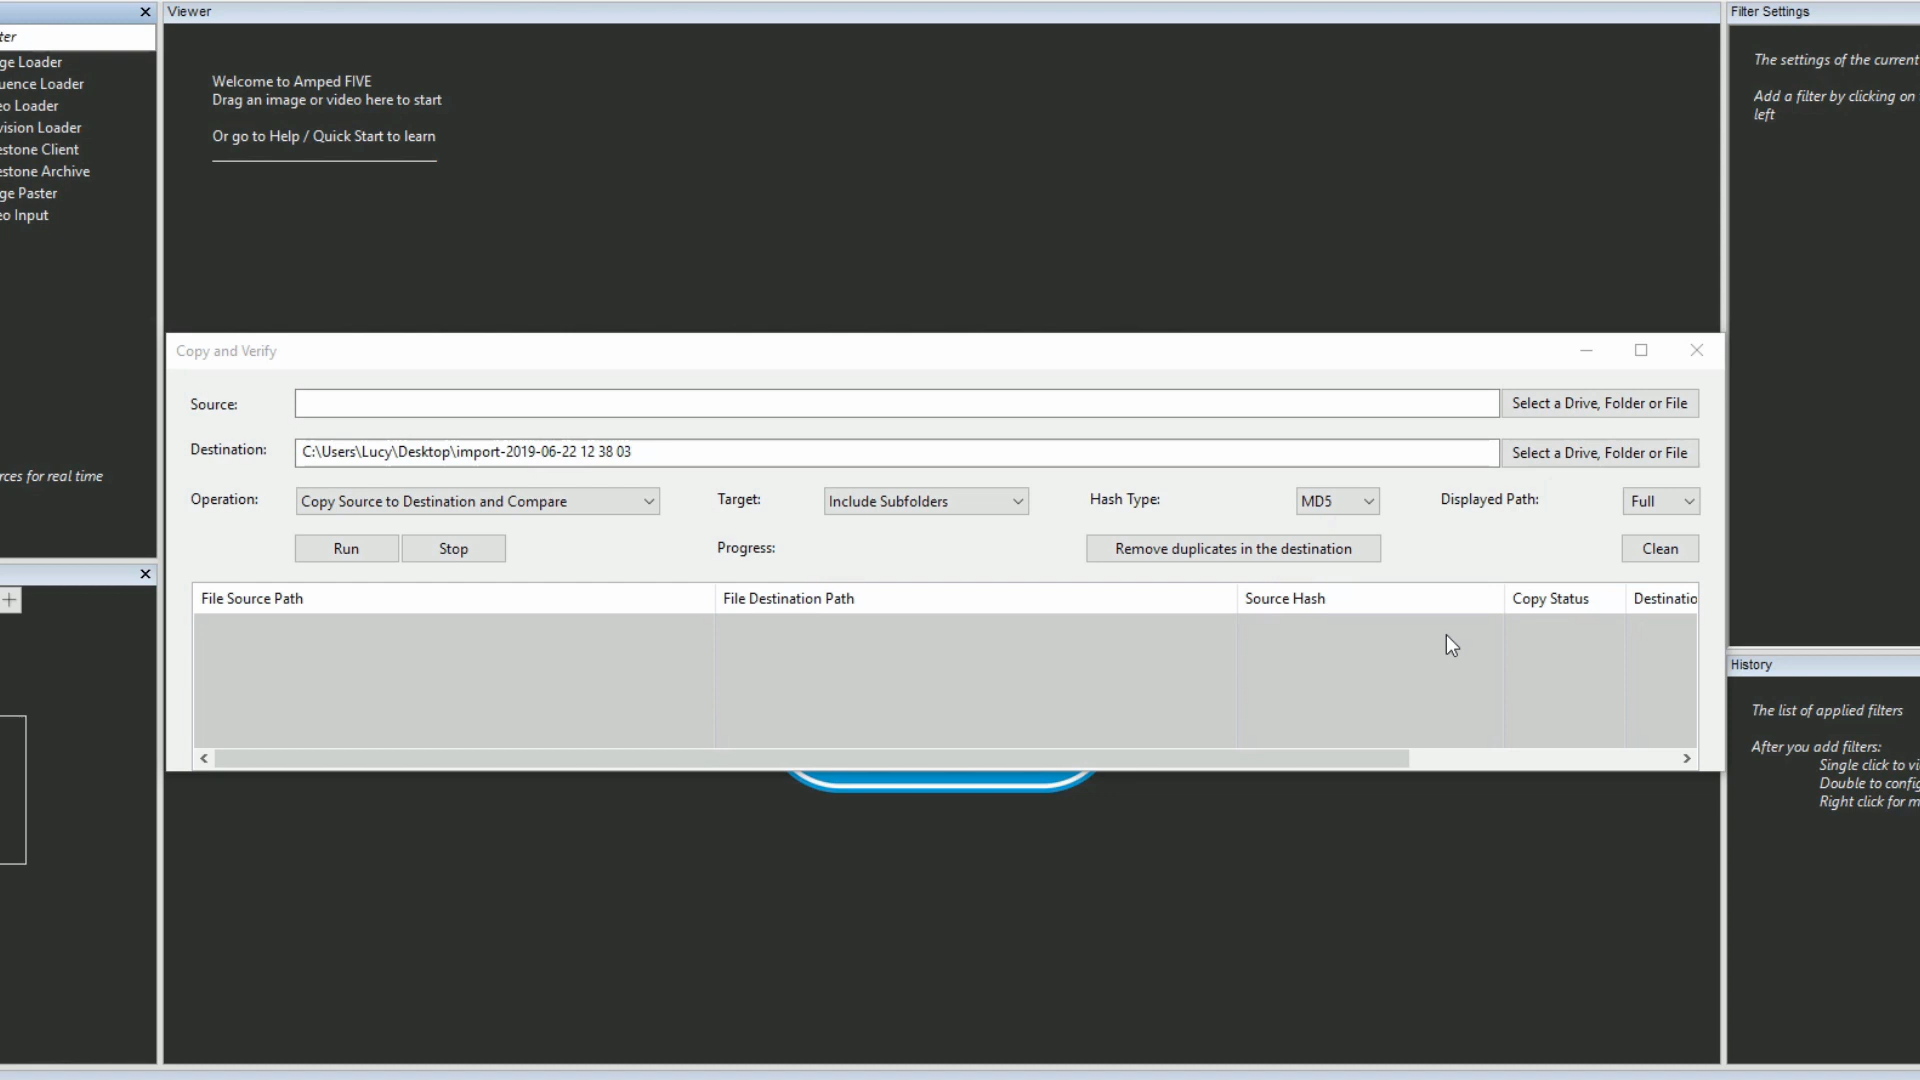 Viewer
Filter Settings
ter
ge Loader
uence Loader
eo Loader
vision Loader
estone Client
estone Archive
ge Paster
eo Input
rces for real time
Welcome to Amped FIVE
Drag an image or video here to start
Or go to Help / Quick Start to learn
The settings of the current
Add a filter by clicking on
left
Copy and Verify
Source:
Select a Drive, Folder or File
Destination:
C:\Users\Lucy\Desktop\import-2019-06-22 12 38 03
Select a Drive, Folder or File
Operation:
Copy Source to Destination and Compare
Target:
Include Subfolders
Hash Type:
MD5
Displayed Path:
Full
Run
Stop
Progress:
Remove duplicates in the destination
Clean
File Source Path
File Destination Path
Source Hash
Copy Status
Destinatio
History
The list of applied filters
After you add filters:
Single click to vi
Double to config
Right click for m